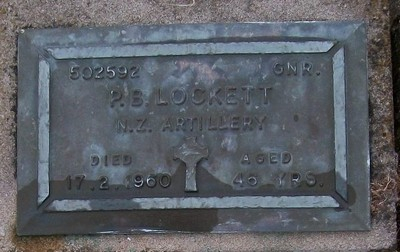 502592 GNR.
P.B. LOCKETT
N.Z. ARTILLERY
DIED AGED
17.2.1960 46 YRS.